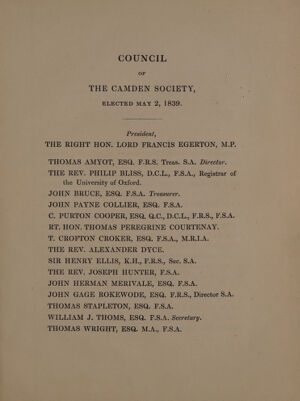 COUNCIL
OF
THE CAMDEN SOCIETY,
ELECTED MAY 2, 1839.
President,
THE RIGHT HON. LORD FRANCIS EGERTON, M.P.
THOMAS AMYOT, ESQ. F.R.S. Treas. S.A. Director.
THE REV. PHILIP BLISS, D.C.L., F.S.A., Registrar of
the University of Oxford.
JOHN BRUCE, ESQ. F.S.A. Treasurer.
JOHN PAYNE COLLIER, ESQ. F.S.A.
C. PURTON COOPER, ESQ. Q.C., D.C.L., F.R.S., F.S.A.
RT. HON. THOMAS PEREGRINE COURTENAY.
T. CROFTON CROKER, ESQ. F.S.A., M.R.I.A.
THE REV. ALEXANDER DYCE.
SIR HENRY ELLIS, K.H., F.R.S., Sec. S.A.
THE REV. JOSEPH HUNTER, F.S.A.
JOHN HERMAN MERIVALE, ESQ. F.S.A.
JOHN GAGE ROKEWODE, ESQ. F.R.S., Director S.A.
THOMAS STAPLETON, ESQ. F.S.A.
WILLIAM J. THOMS, ESQ. F.S.A. Secretary.
THOMAS WRIGHT, ESQ. M.A., F.S.A.